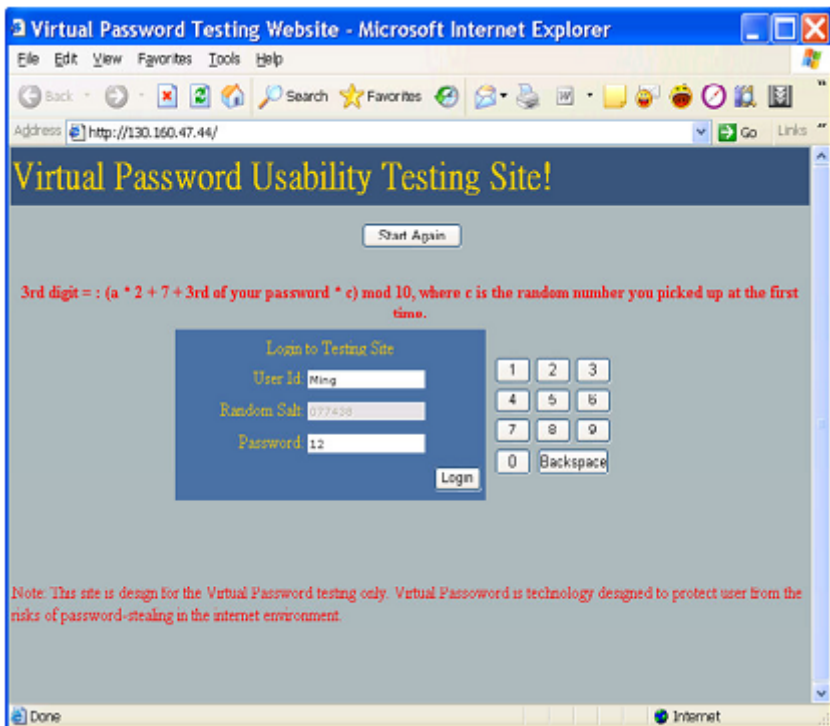 Virtual Password Testing Website - Microsoft Internet Explorer
File Edit View Favorites Tools Help
Back Search Favorites
Address http://130.160.47.44/ Go Links
Virtual Password Usability Testing Site!
Start Again
3rd digit = : (a * 2 + 7 + 3rd of your password * c) mod 10, where c is the random number you picked up at the first
time.
Login to Testing Site
User Id: Ming
Random Salt: 077438
Password: 12
Login
1 2 3
4 5 6
7 8 9
0 Backspace
Note: This site is design for the Virtual Password testing only. Virtual Passoword is technology designed to protect user from the
risks of password-stealing in the internet environment.
Done Internet